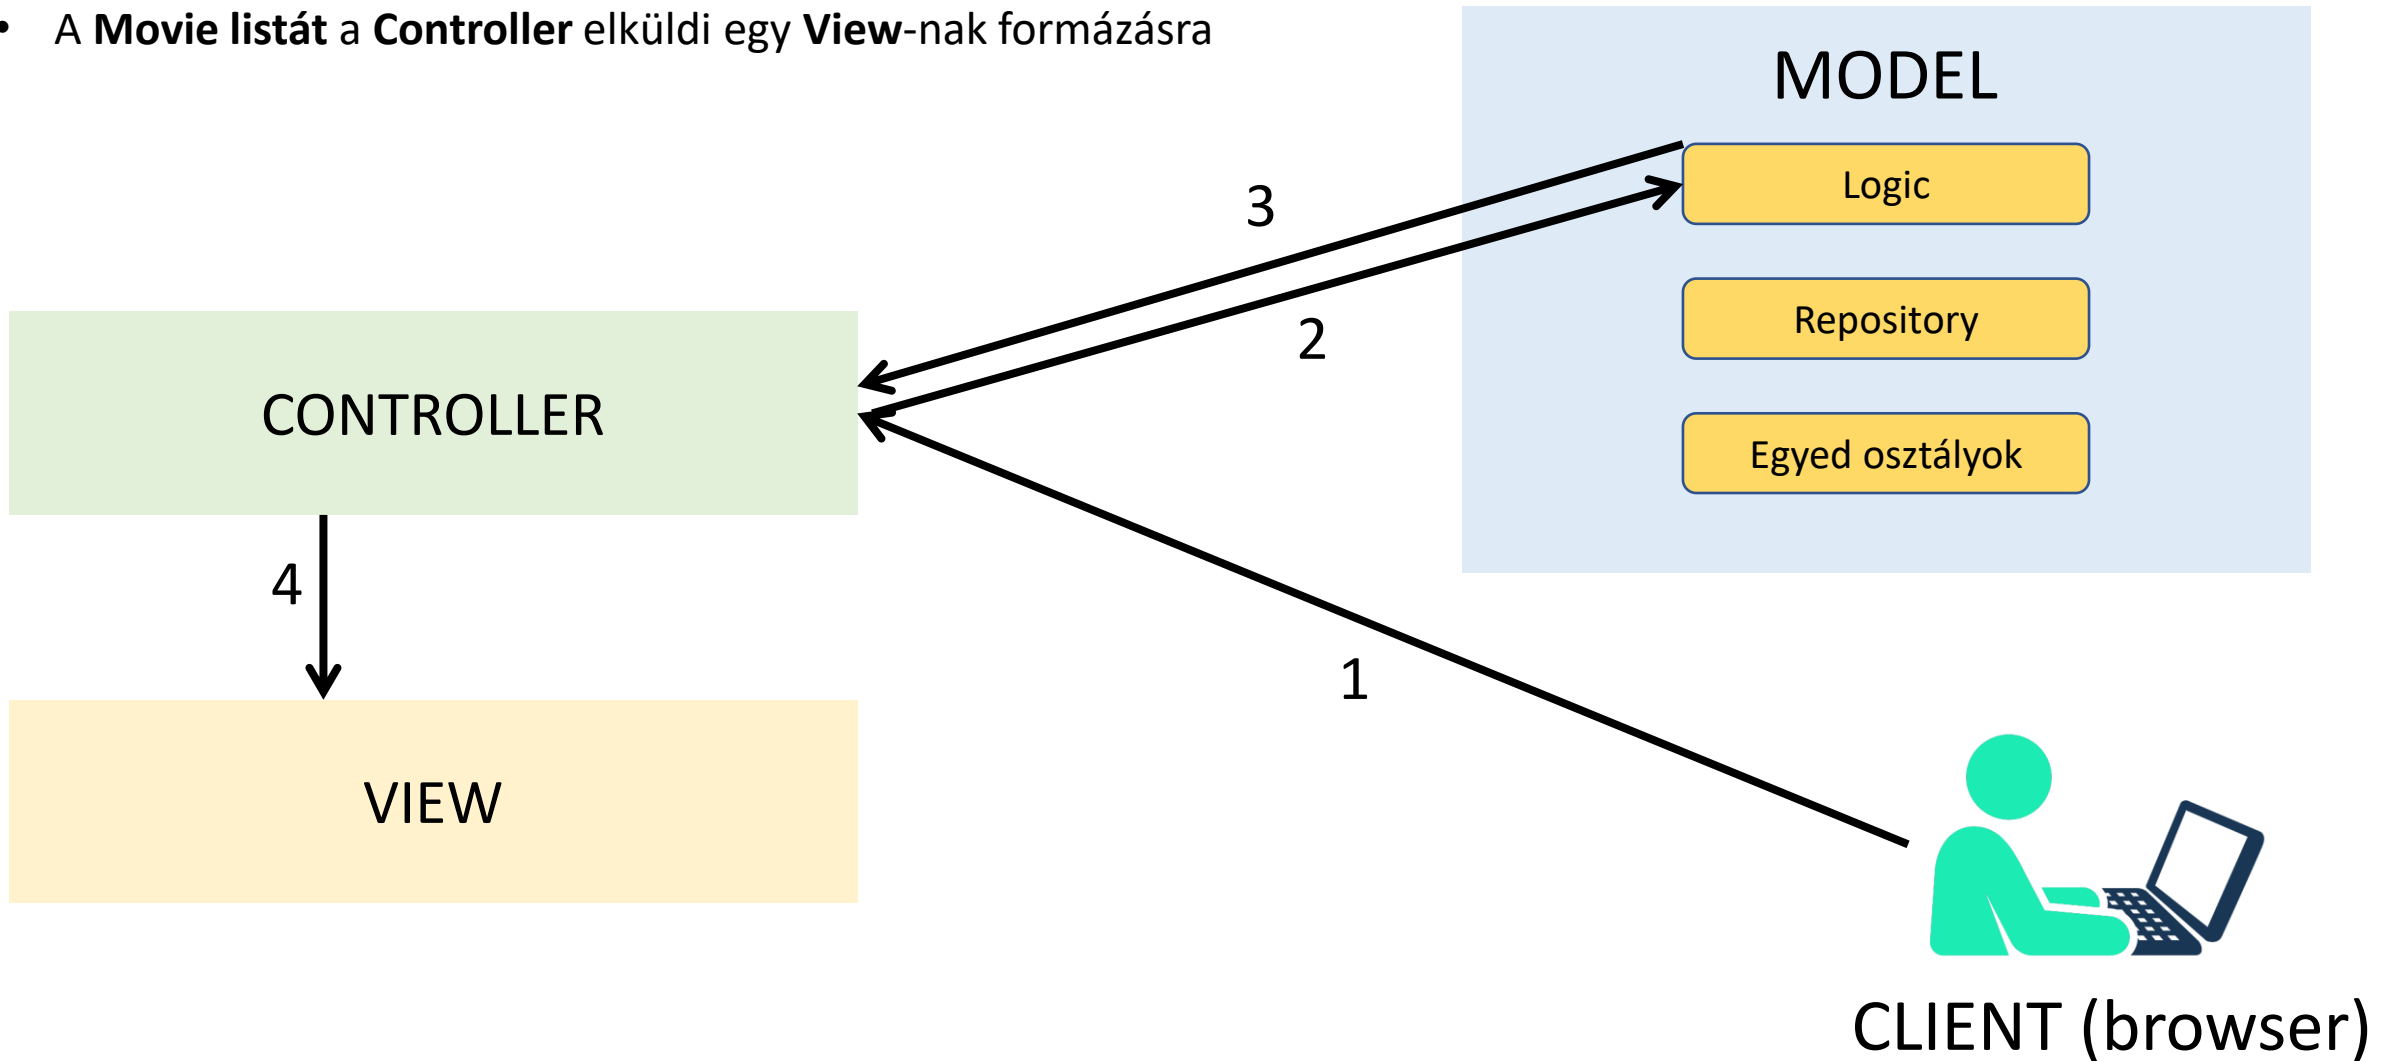 • A Movie listát a Controller elküldi egy View-nak formázásra
MODEL
Logic
3
Repository
2
CONTROLLER
Egyed osztályok
4
1
VIEW
CLIENT (browser)